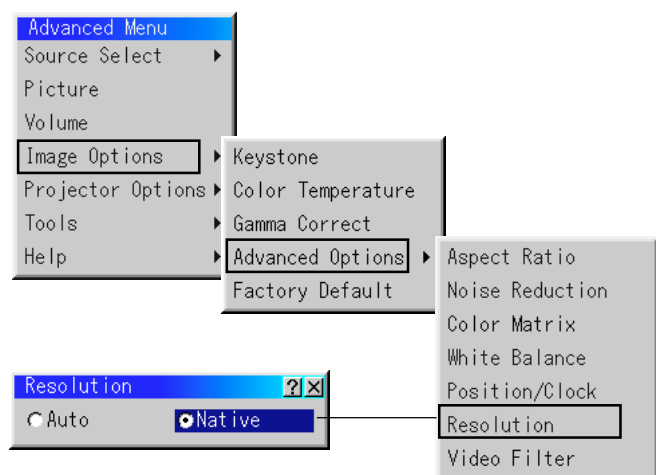 Advanced Menu
Source Select
Picture
Volume
Image Options
Projector Options
Tools
Help
Keystone
Color Temperature
Gamma Correct
Advanced Options
Factory Default
Aspect Ratio
Noise Reduction
Color Matrix
White Balance
Position/Clock
Resolution
Video Filter
Resolution ? X
Auto Native